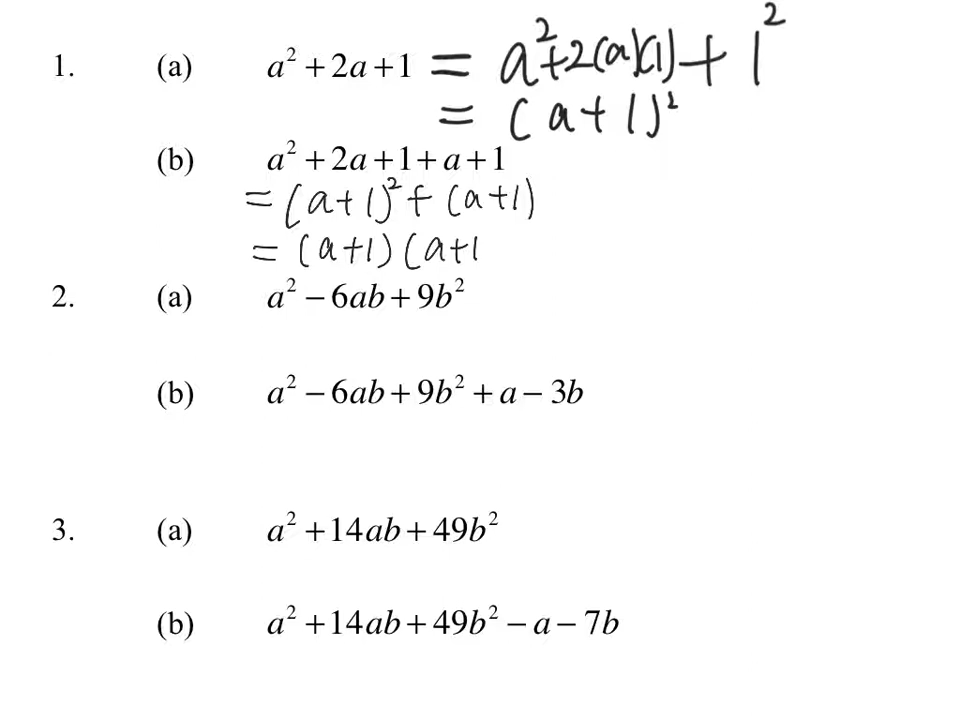 1. (a) a² + 2a + 1 = a² + 2(a)(1) + 1²
= (a + 1)²
(b) a² + 2a + 1 + a + 1
= (a + 1)² + (a + 1)
= (a + 1)(a + 1
2. (a) a² − 6ab + 9b²
(b) a² − 6ab + 9b² + a − 3b
3. (a) a² + 14ab + 49b²
(b) a² + 14ab + 49b² − a − 7b